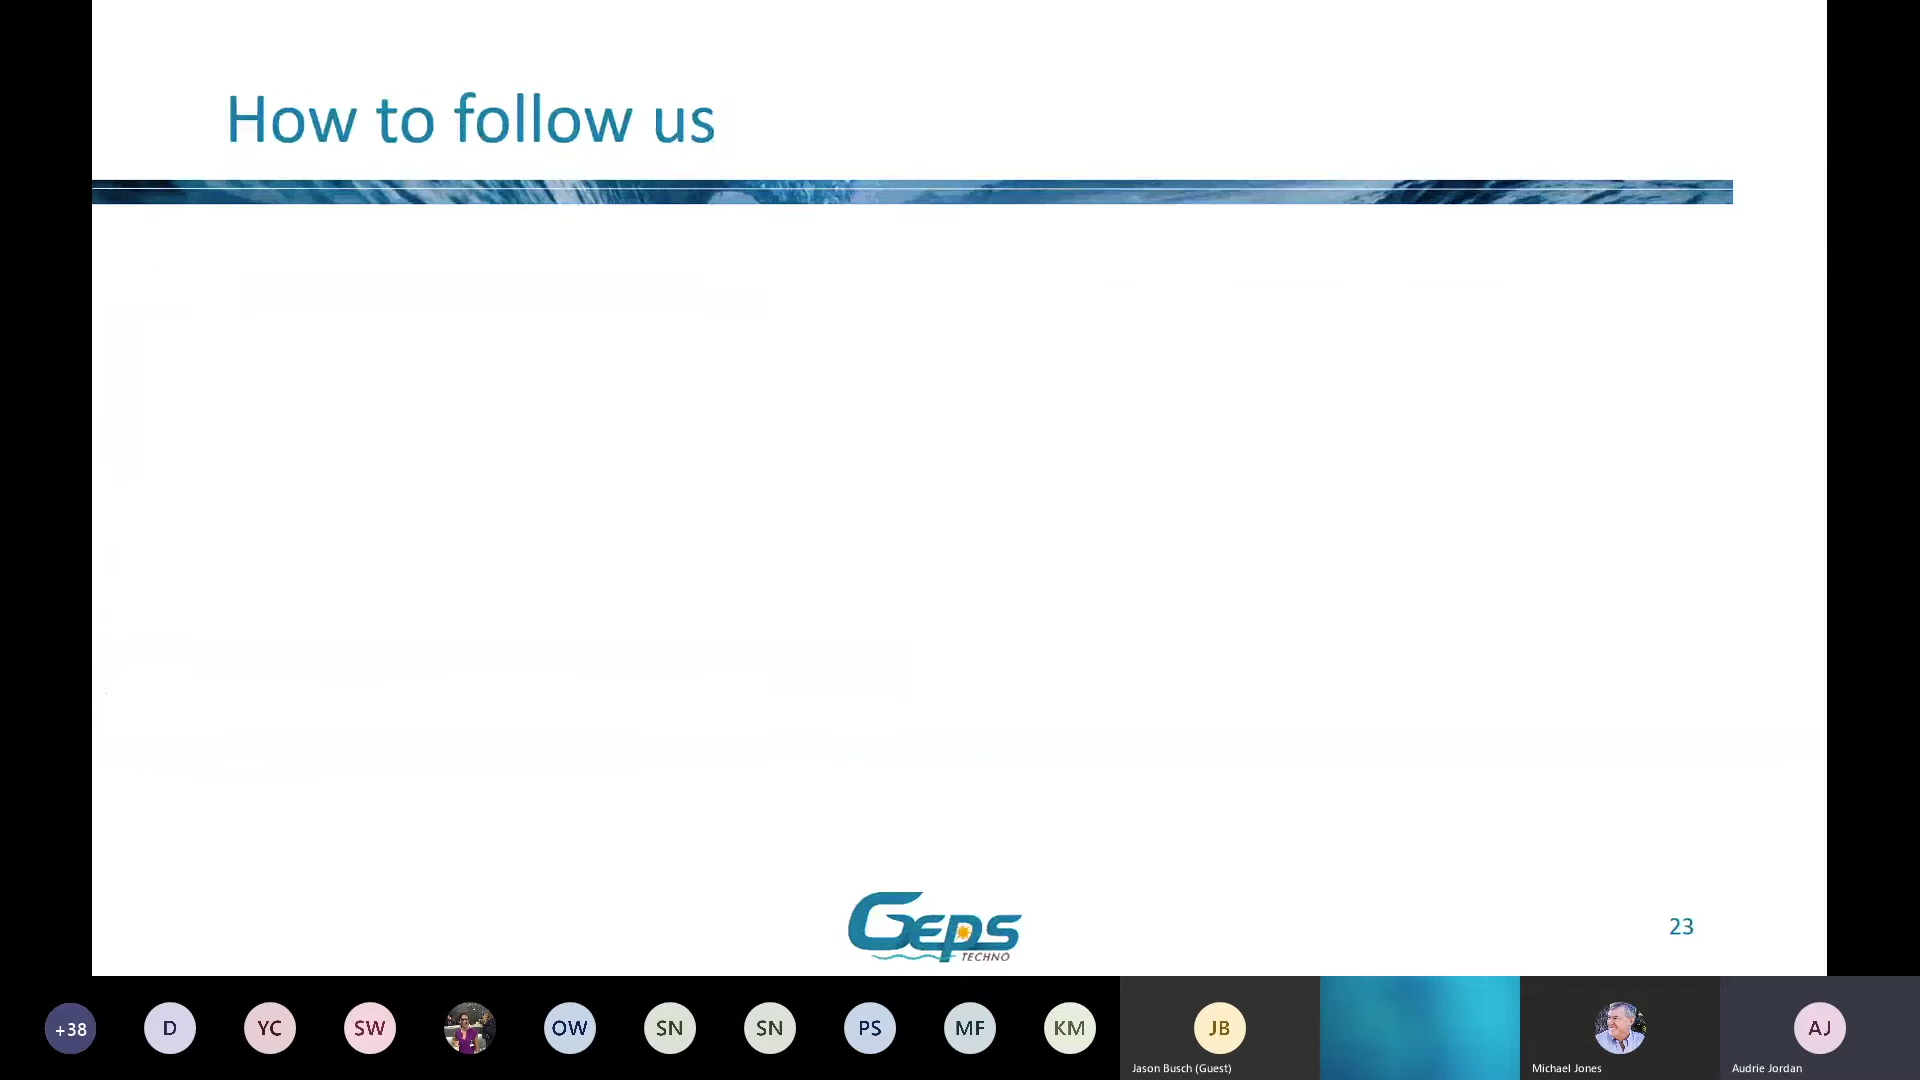 How to follow us
GEPS
TECHNO
23
+38
D
YC
SW
OW
SN
SN
PS
MF
KM
JB
AJ
Jason Busch (Guest)
Michael Jones
Audrie Jordan